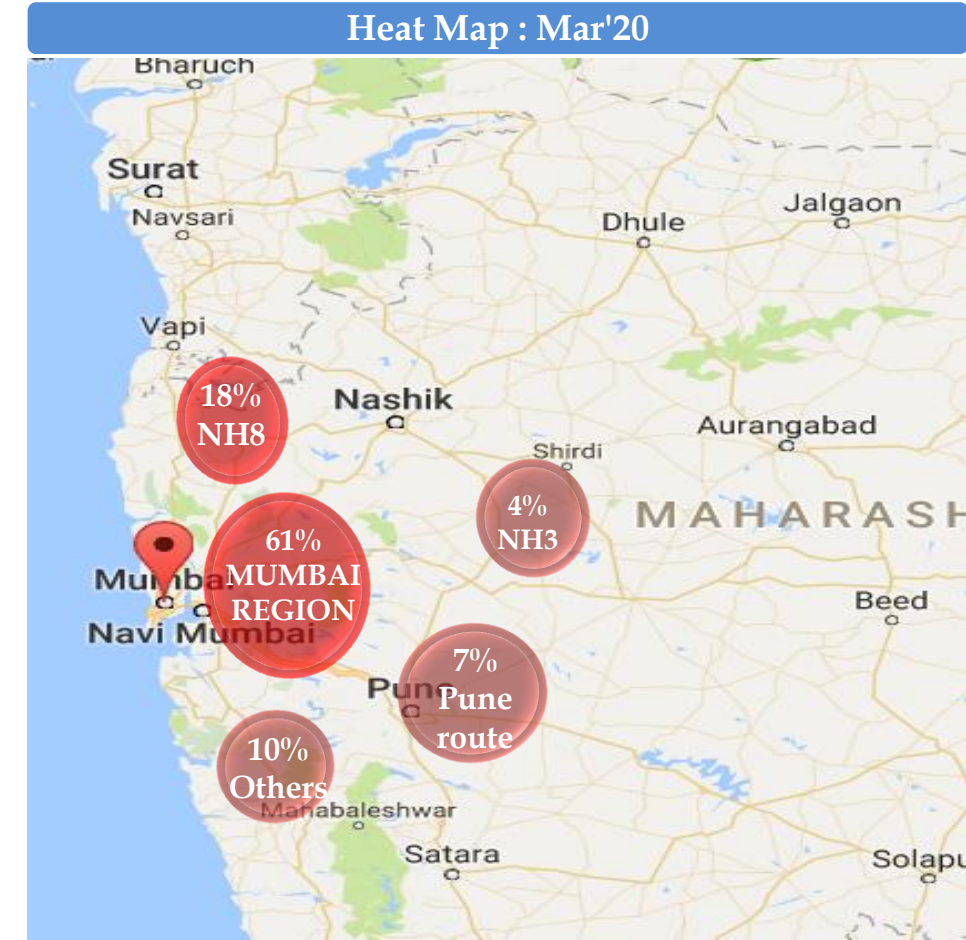 Heat Map : Mar'20
Bharuch
Surat
Navsari
Dhule
Jalgaon
Vapi
18%
NH8
Nashik
Aurangabad
Shirdi
4%
NH3
MAHARASH
61%
MUMBAI
REGION
Mumbai
Navi Mumbai
Beed
7%
Pune
route
Pune
10%
Others
Mahabaleshwar
Satara
Solapu